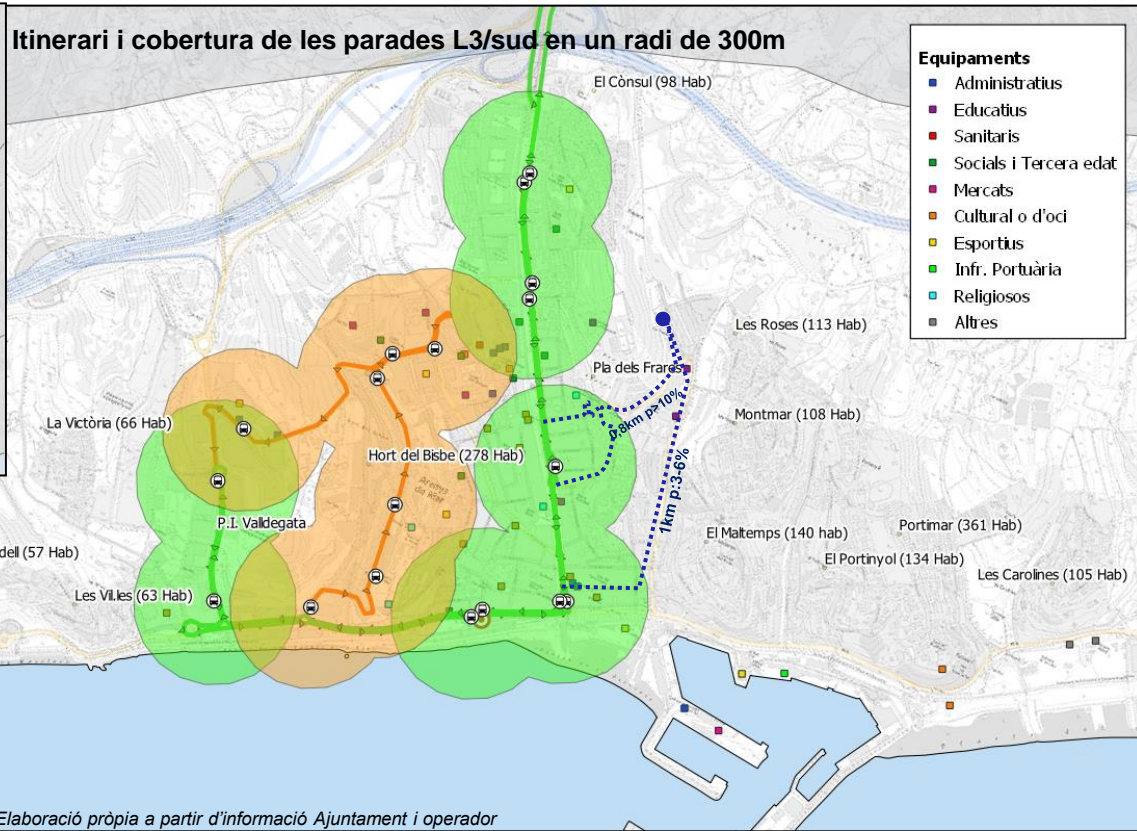 Itinerari i cobertura de les parades L3/sud en un radi de 300m
Equipaments
Administratius
Educatius
Sanitaris
Socials i Tercera edat
Mercats
Cultural o d'oci
Esportius
Infr. Portuària
Religiosos
Altres
El Cònsul (98 Hab)
Les Roses (113 Hab)
Pla dels Frares
Montmar (108 Hab)
0,8km p>10%
La Victòria (66 Hab)
Hort del Bisbe (278 Hab)
Arenys de Mar
1km p:3-6%
P.I. Valldegata
El Maltemps (140 hab)
Portimar (361 Hab)
dell (57 Hab)
El Portinyol (134 Hab)
Les Carolines (105 Hab)
Les Vil.les (63 Hab)
Elaboració pròpia a partir d'informació Ajuntament i operador